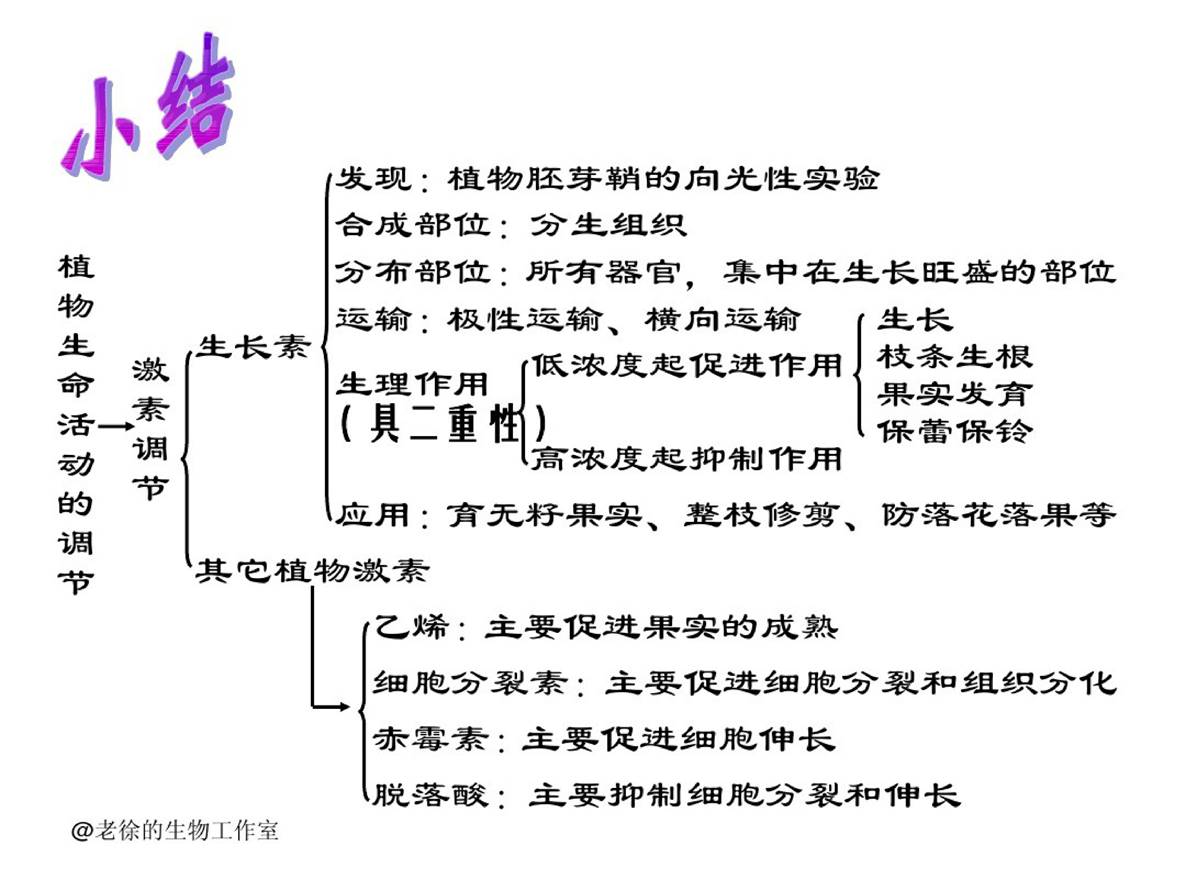 小结
植物生命活动的调节
激素调节
生长素
发现：植物胚芽鞘的向光性实验
合成部位：分生组织
分布部位：所有器官，集中在生长旺盛的部位
运输：极性运输、横向运输
生理作用
（具二重性）
低浓度起促进作用
生长
枝条生根
果实发育
保蕾保铃
高浓度起抑制作用
应用：育无籽果实、整枝修剪、防落花落果等
其它植物激素
乙烯：主要促进果实的成熟
细胞分裂素：主要促进细胞分裂和组织分化
赤霉素：主要促进细胞伸长
脱落酸：主要抑制细胞分裂和伸长
@老徐的生物工作室